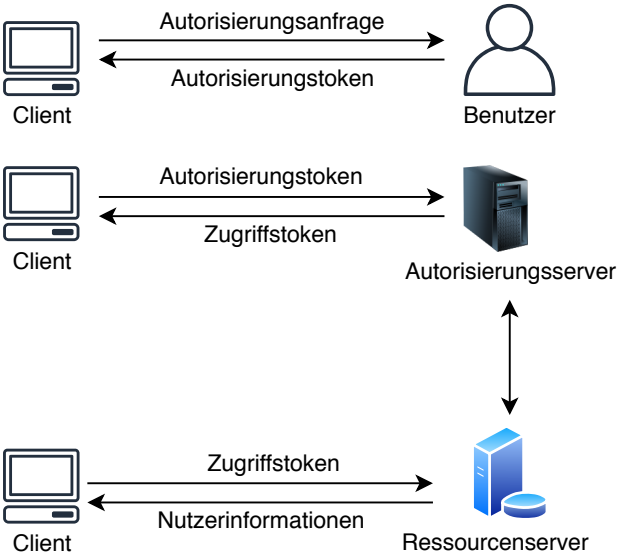 Autorisierungsanfrage
Autorisierungstoken
Client
Benutzer
Autorisierungstoken
Zugriffstoken
Client
Autorisierungsserver
Zugriffstoken
Nutzerinformationen
Client
Ressourcenserver